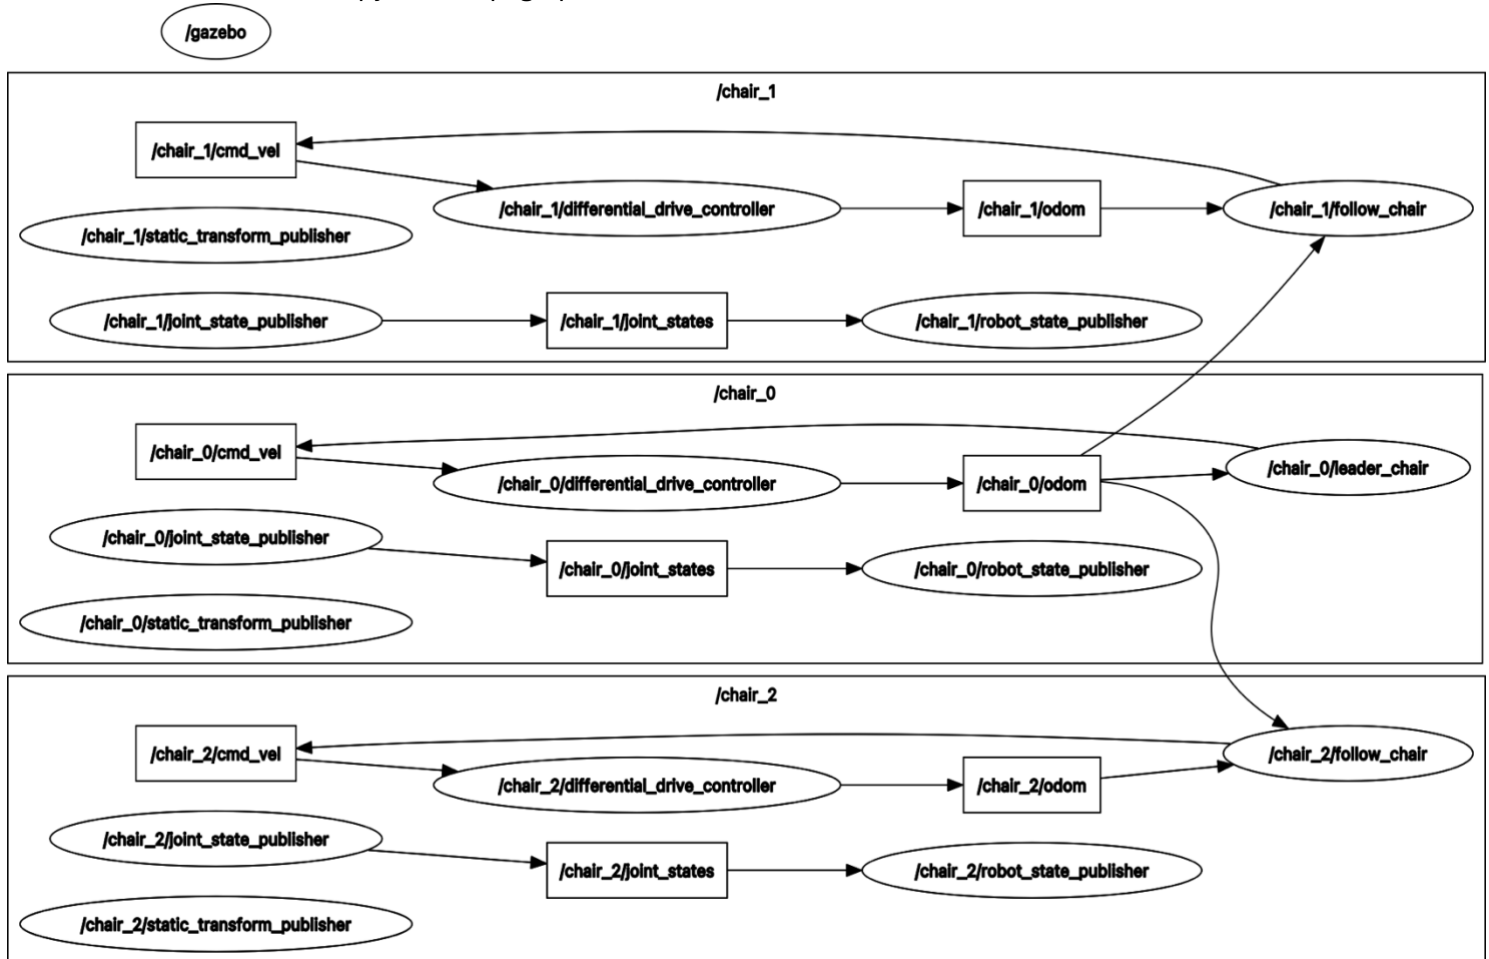 /gazebo
/chair_1
/chair_1/cmd_vel
/chair_1/differential_drive_controller
/chair_1/odom
/chair_1/follow_chair
/chair_1/static_transform_publisher
/chair_1/joint_state_publisher
/chair_1/joint_states
/chair_1/robot_state_publisher
/chair_0
/chair_0/cmd_vel
/chair_0/differential_drive_controller
/chair_0/odom
/chair_0/leader_chair
/chair_0/joint_state_publisher
/chair_0/joint_states
/chair_0/robot_state_publisher
/chair_0/static_transform_publisher
/chair_2
/chair_2/cmd_vel
/chair_2/differential_drive_controller
/chair_2/odom
/chair_2/follow_chair
/chair_2/joint_state_publisher
/chair_2/joint_states
/chair_2/robot_state_publisher
/chair_2/static_transform_publisher